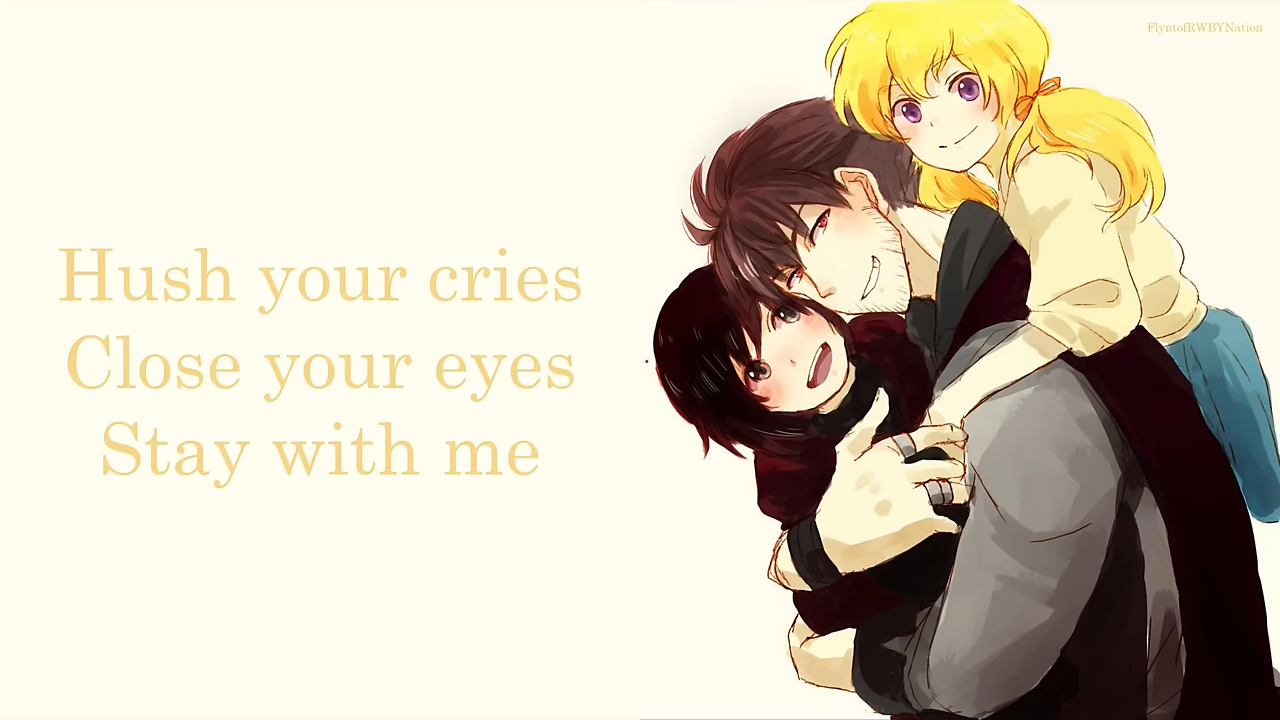 FlyntofRWBYNation
Hush your cries
Close your eyes
Stay with me